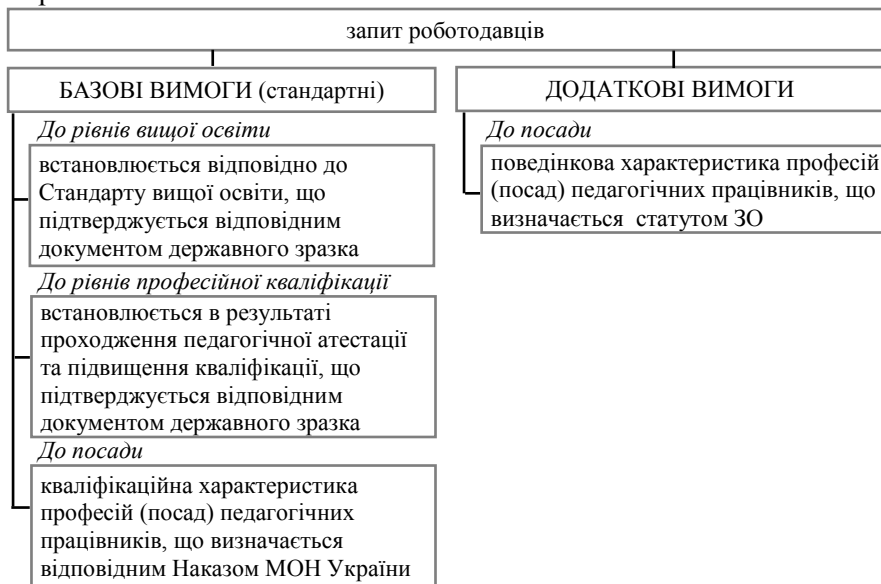 запит роботодавців
БАЗОВІ ВИМОГИ (стандартні)
До рівнів вищої освіти
встановлюється відповідно до
Стандарту вищої освіти, що
підтверджується відповідним
документом державного зразка
До рівнів професійної кваліфікації
встановлюється в результаті
проходження педагогічної атестації
та підвищення кваліфікації, що
підтверджується відповідним
документом державного зразка
До посади
кваліфікаційна характеристика
професій (посад) педагогічних
працівників, що визначається
відповідним Наказом МОН України
ДОДАТКОВІ ВИМОГИ
До посади
поведінкова характеристика професій
(посад) педагогічних працівників, що
визначається статутом ЗО